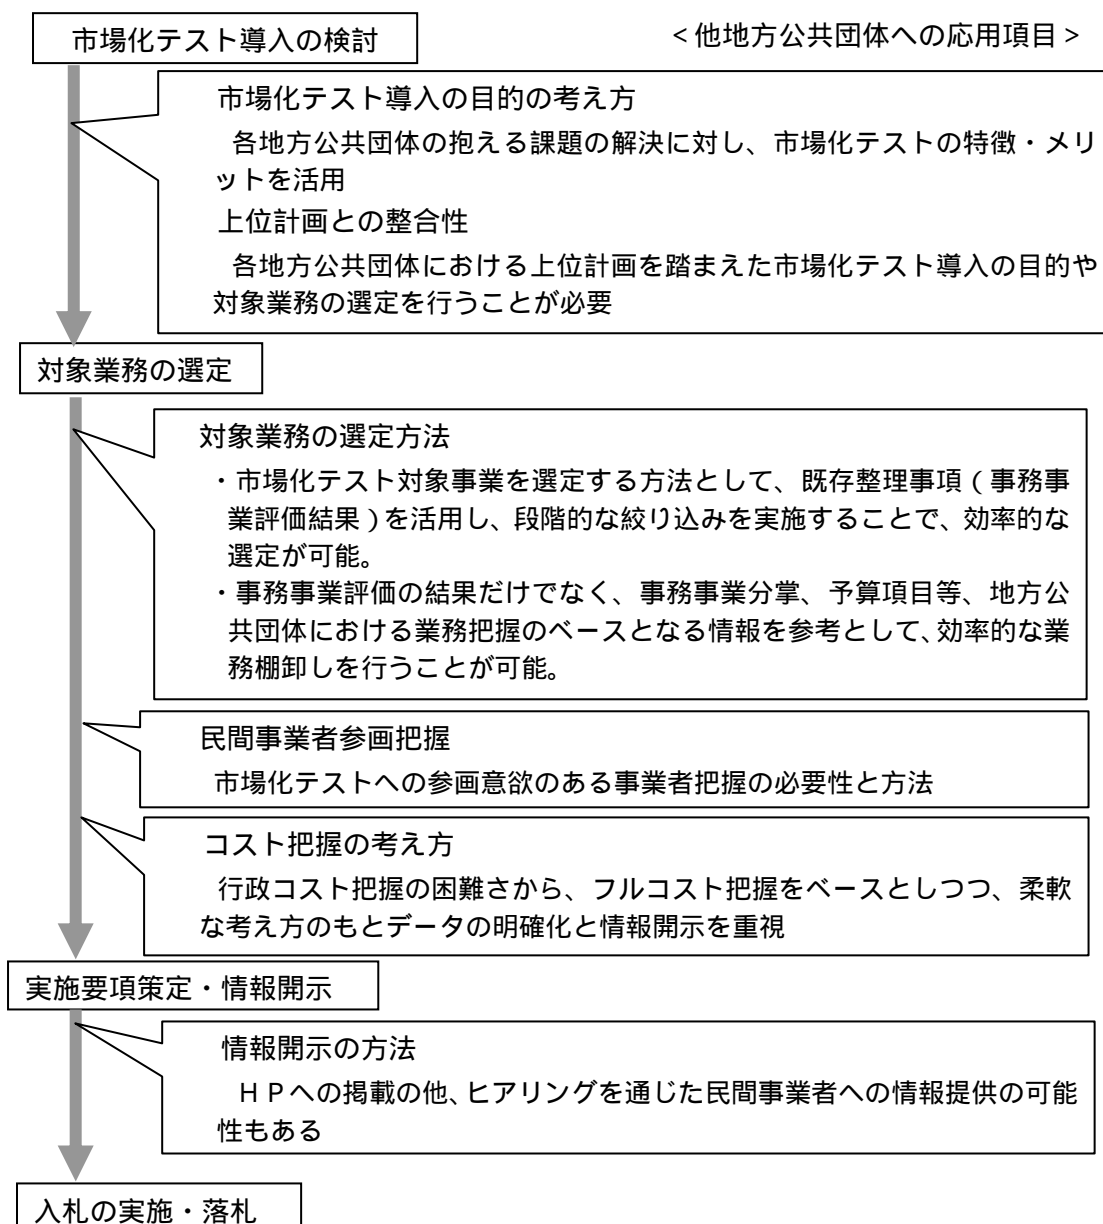 市場化テスト導入の検討
<他地方公共団体への応用項目>
市場化テスト導入の目的の考え方
各地方公共団体の抱える課題の解決に対し、市場化テストの特徴・メリ
ットを活用
上位計画との整合性
各地方公共団体における上位計画を踏まえた市場化テスト導入の目的や
対象業務の選定を行うことが必要
対象業務の選定
対象業務の選定方法
・市場化テスト対象事業を選定する方法として、既存整理事項(事務事
業評価結果)を活用し、段階的な絞り込みを実施することで、効率的な
選定が可能。
・事務事業評価の結果だけでなく、事務事業分掌、予算項目等、地方公
共団体における業務把握のベースとなる情報を参考として、効率的な業
務棚卸しを行うことが可能。
民間事業者参画把握
市場化テストへの参画意欲のある事業者把握の必要性と方法
コスト把握の考え方
行政コスト把握の困難さから、フルコスト把握をベースとしつつ、柔軟
な考え方のもとデータの明確化と情報開示を重視
実施要項策定・情報開示
情報開示の方法
HPへの掲載の他、ヒアリングを通じた民間事業者への情報提供の可能
性もある
入札の実施・落札